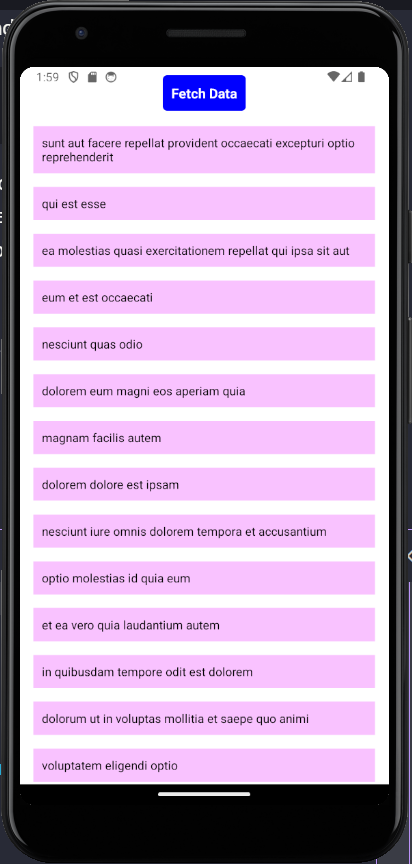 1:59
Fetch Data
sunt aut facere repellat provident occaecati excepturi optio
reprehenderit
qui est esse
ea molestias quasi exercitationem repellat qui ipsa sit aut
eum et est occaecati
nesciunt quas odio
dolorem eum magni eos aperiam quia
magnam facilis autem
dolorem dolore est ipsam
nesciunt iure omnis dolorem tempora et accusantium
optio molestias id quia eum
et ea vero quia laudantium autem
in quibusdam tempore odit est dolorem
dolorum ut in voluptas mollitia et saepe quo animi
voluptatem eligendi optio